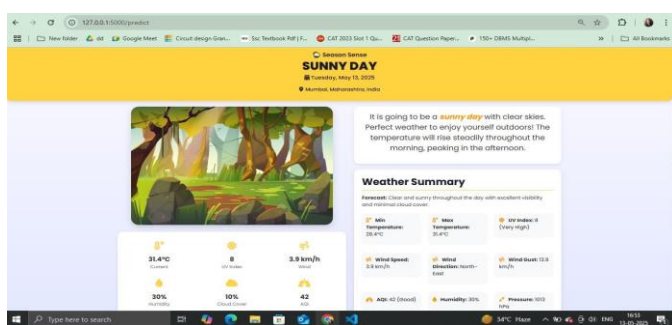 127.0.0.1:5000/predict
New folder
dd
Google Meet
Circuit design Gran...
Ssc Textbook Pdf | F...
CAT 2023 Slot 1 Qu...
CAT Question Paper...
150+ DBMS Multipl...
All Bookmarks
Season Sense
SUNNY DAY
Tuesday, May 13, 2025
Mumbai, Maharashtra, India
It is going to be a sunny day with clear skies.
Perfect weather to enjoy yourself outdoors! The
temperature will rise steadily throughout the
morning, peaking in the afternoon.
Weather Summary
Forecast: Clear and sunny throughout the day with excellent visibility
and minimal cloud cover
Min
Temperature:
28.4°C
Max
Temperature:
31.4°C
UV Index: 8
(Very High)
Wind Speed:
3.9 km/h
Wind
Direction: North-
East
Wind Gust: 12.9
km/h
AQI: 42 (Good)
Humidity: 30%
Pressure: 1013
hPa
31.4°C
Current
8
UV Index
3.9 km/h
Wind
30%
Humidity
10%
Cloud Cover
42
AQI
Type here to search
34°C Haze
ENG
16:53
13-05-2025